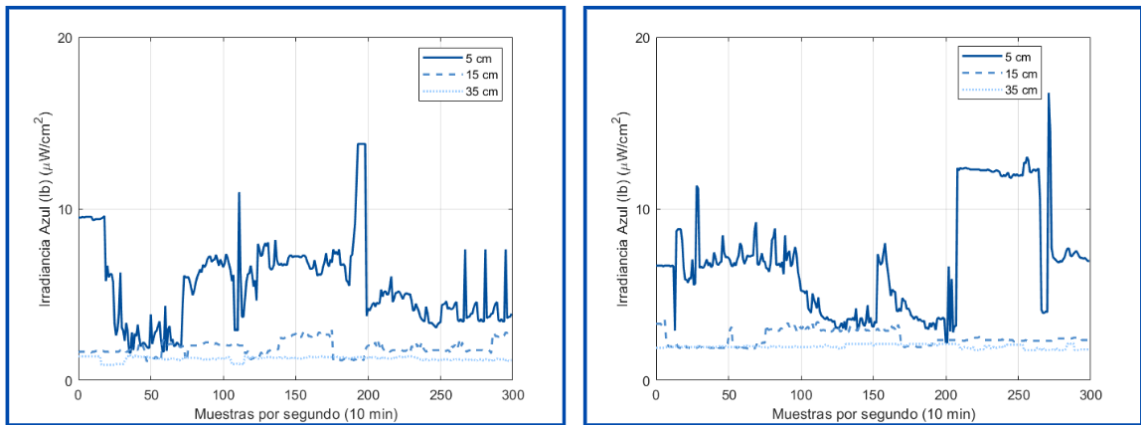 20
10
0
Irradiancia Azul (Ib) (μW/cm²)
5 cm
15 cm
35 cm
0 50 100 150 200 250 300
Muestras por segundo (10 min)
20
10
0
Irradiancia Azul (Ib) (μW/cm²)
5 cm
15 cm
35 cm
0 50 100 150 200 250 300
Muestras por segundo (10 min)